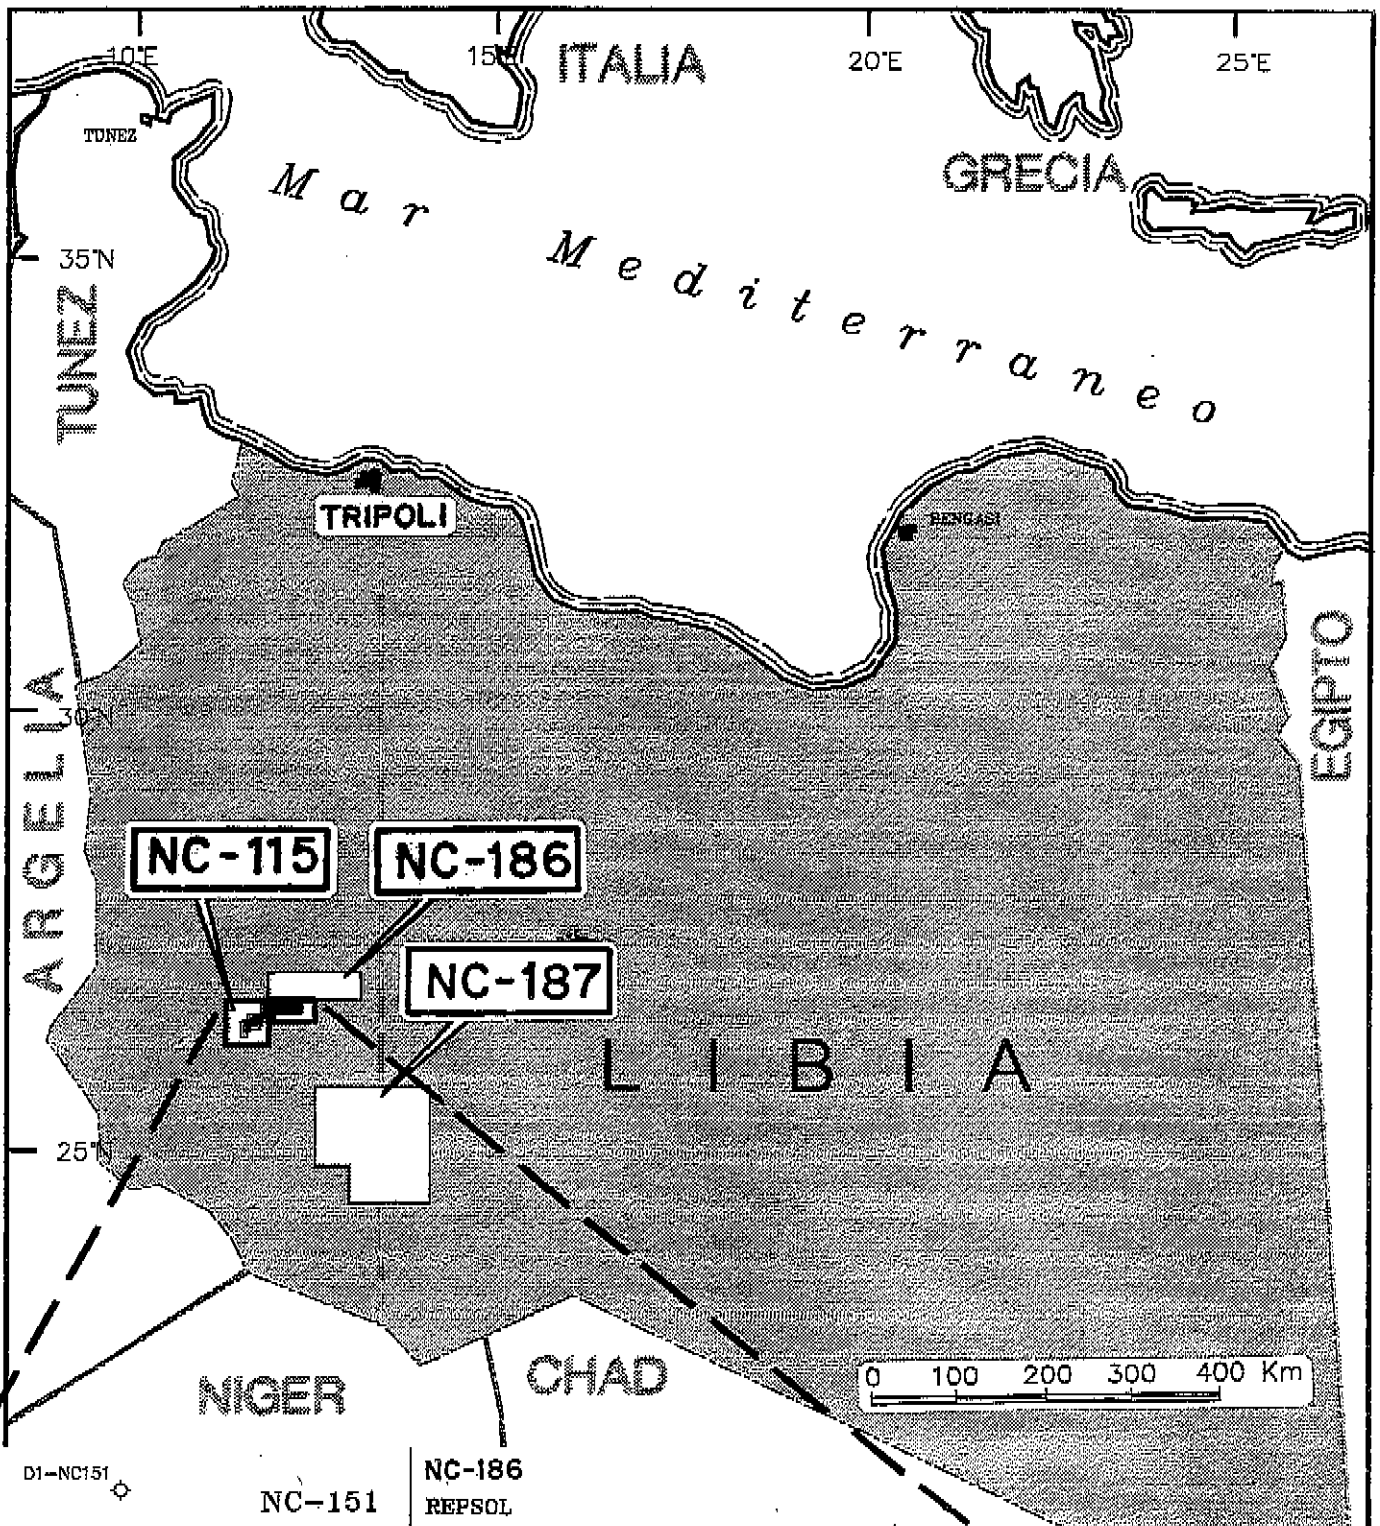 10°E
15°E
ITALIA
20°E
25°E
TUNEZ
GRECIA
Mar Mediterraneo
35°N
TUNEZ
TRIPOLI
BENGASI
EGIPTO
ARGELIA
30°N
NC-115
NC-186
NC-187
LIBIA
25°N
0 100 200 300 400 Km
CHAD
NIGER
D1-NC151
NC-151
NC-186
REPSOL